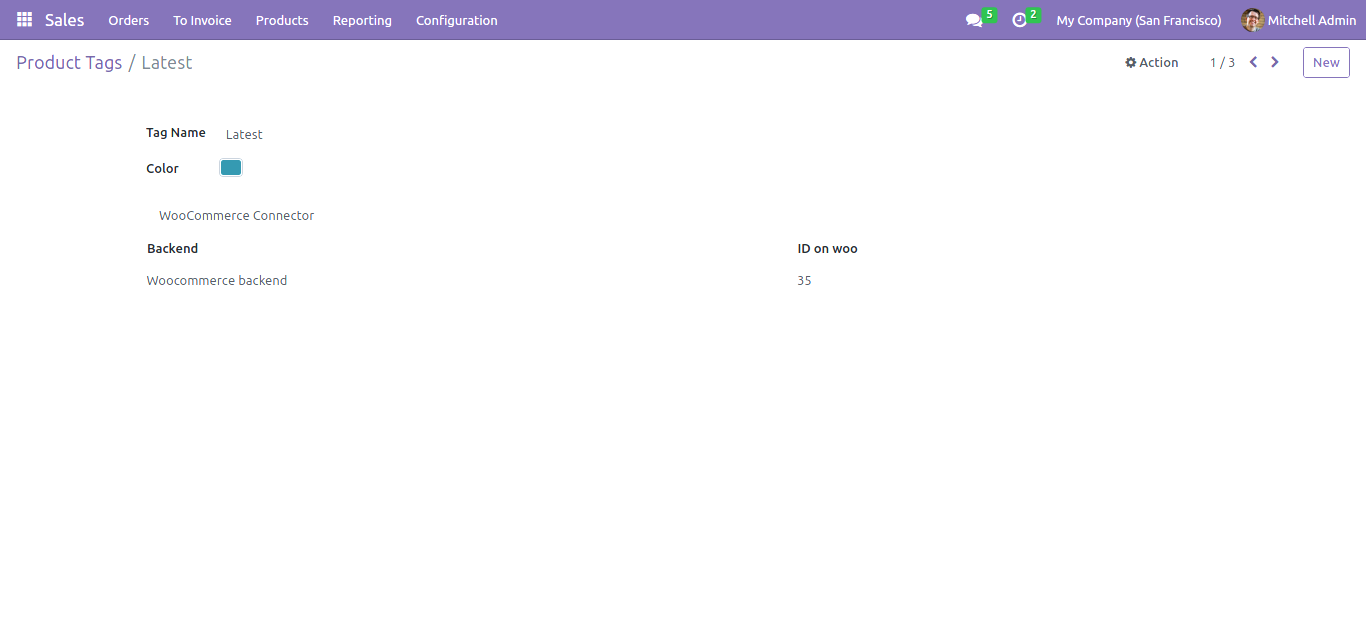 Sales Orders To Invoice Products Reporting Configuration 5 2 My Company (San Francisco) Mitchell Admin
Product Tags / Latest Action 1 / 3 New
Tag Name Latest
Color
WooCommerce Connector
Backend ID on woo
Woocommerce backend 35